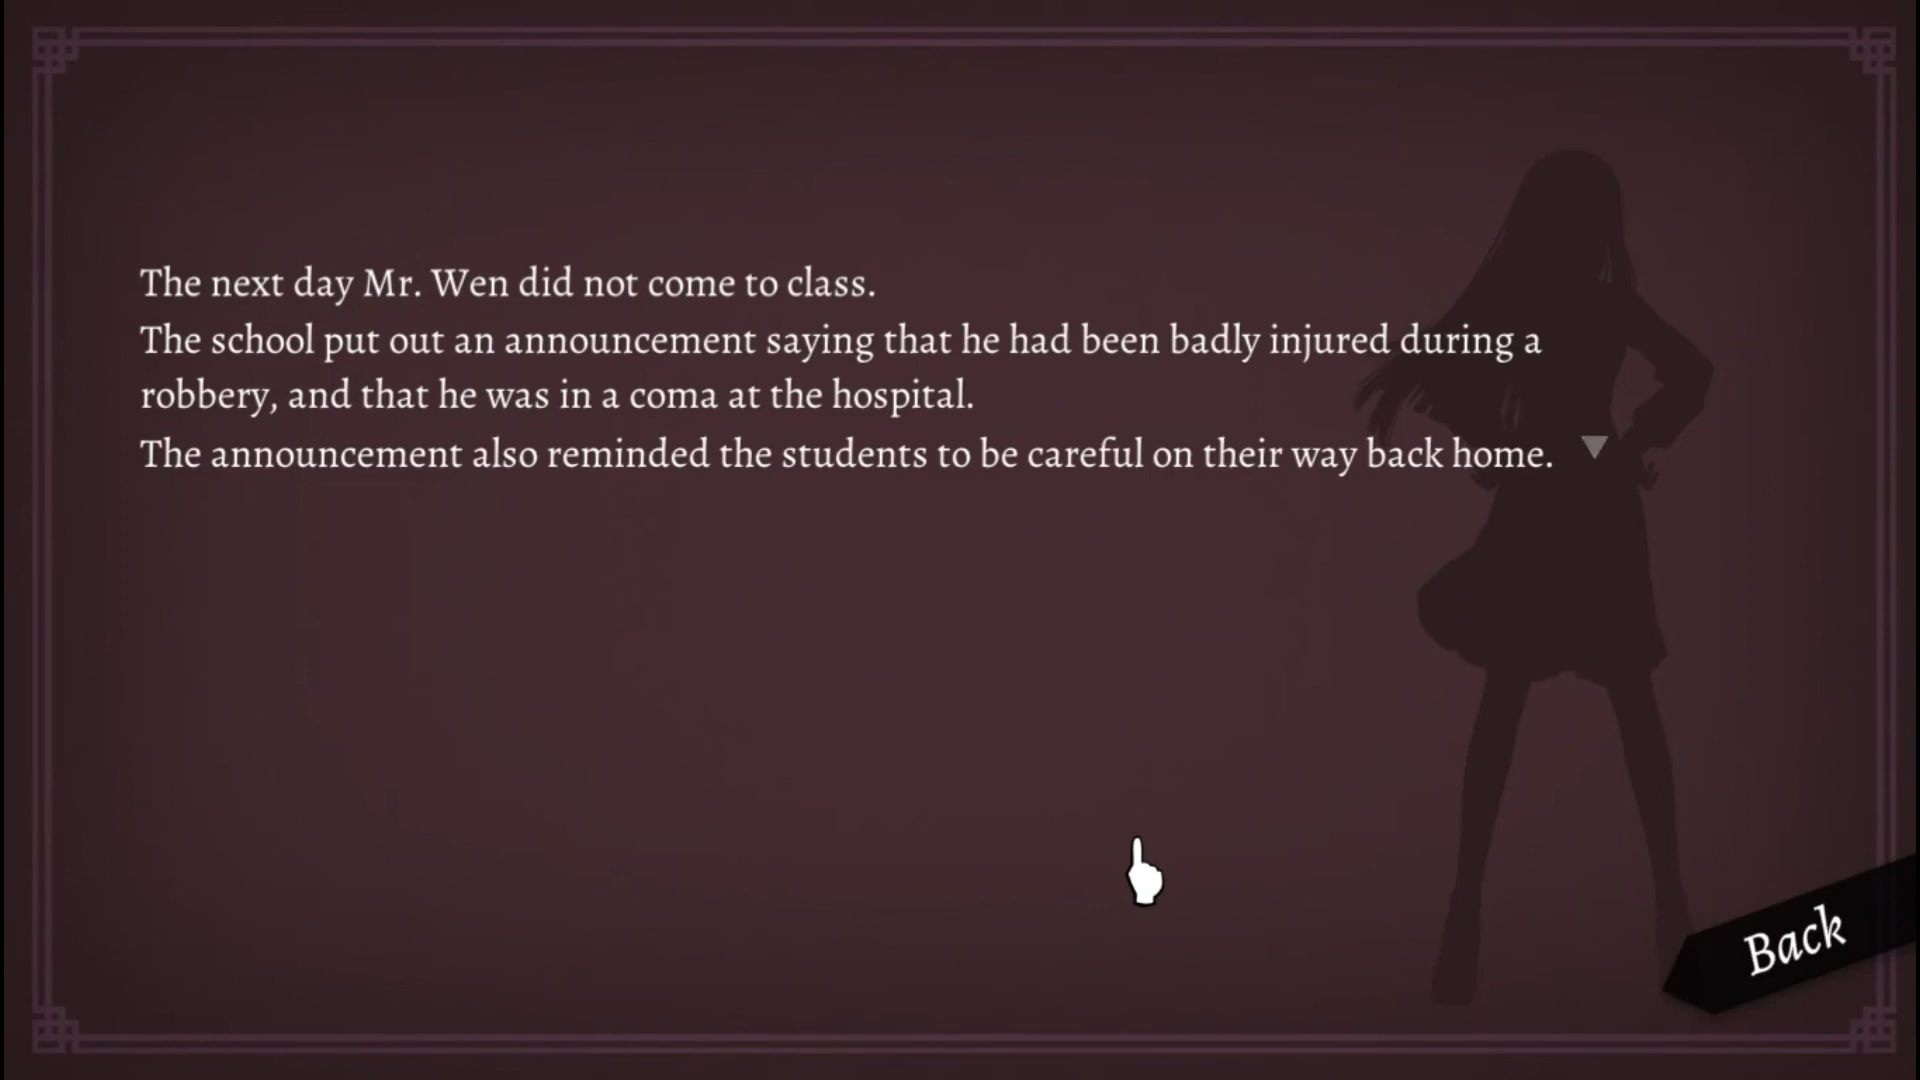 The next day Mr. Wen did not come to class.
The school put out an announcement saying that he had been badly injured during a
robbery, and that he was in a coma at the hospital.
The announcement also reminded the students to be careful on their way back home.
Back